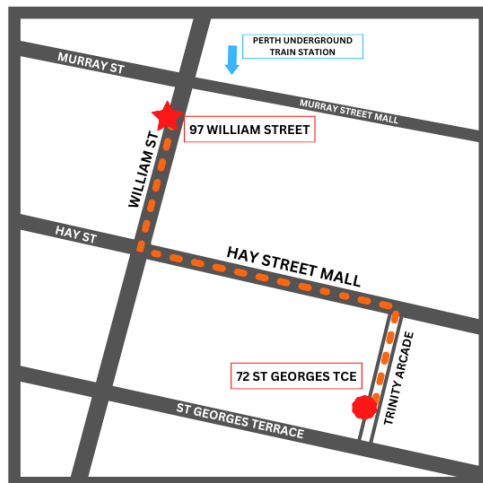 PERTH UNDERGROUND
TRAIN STATION
MURRAY ST
MURRAY STREET MALL
97 WILLIAM STREET
WILLIAM ST
HAY ST
HAY STREET MALL
72 ST GEORGES TCE
TRINITY ARCADE
ST GEORGES TERRACE